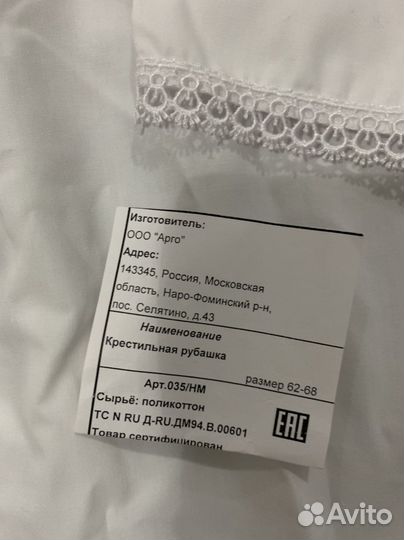 Изготовитель:
ООО "Арго"
Адрес:
143345, Россия, Московская
область, Наро-Фоминский р-н,
пос. Селятино, д.43
Наименование
Крестильная рубашка
размер 62-68
Арт.035/НМ
Сырьё: поликоттон
ТС N RU Д-RU.ДМ94.В.00601
Товар сертифицирован
EAC
Avito